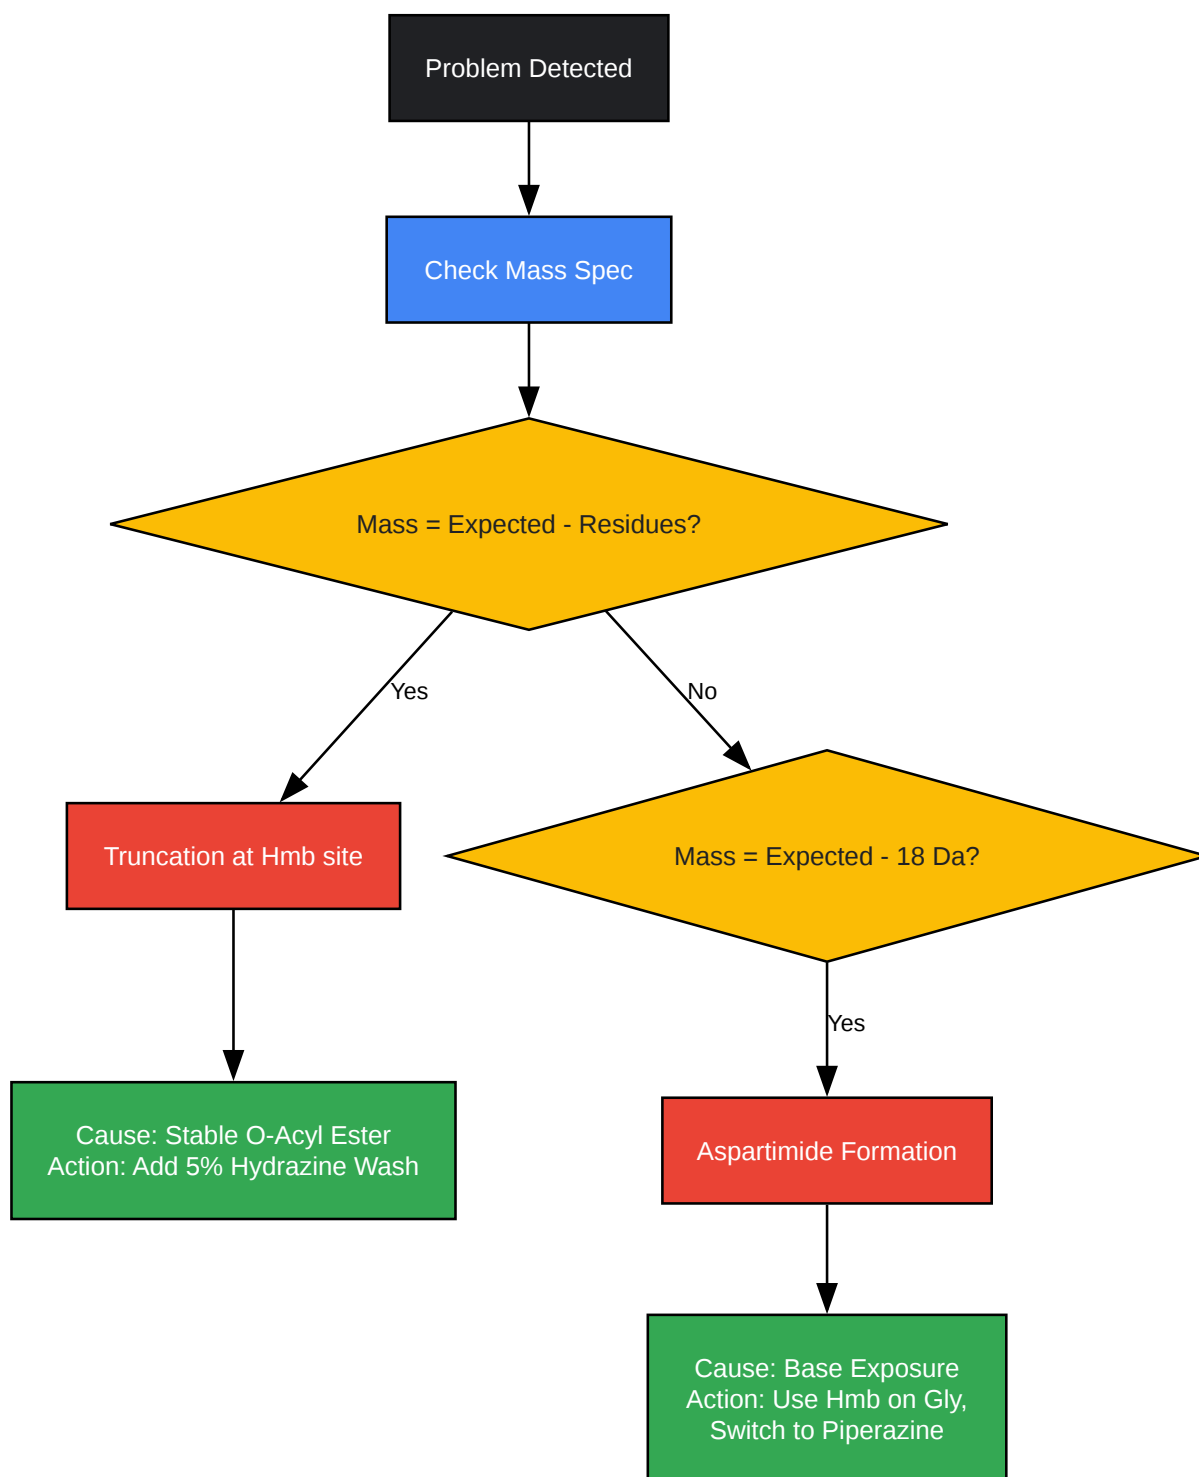 Problem Detected
Check Mass Spec
Mass = Expected - Residues?
Yes
No
Truncation at Hmb site
Mass = Expected - 18 Da?
Yes
Cause: Stable O-Acyl Ester
Action: Add 5% Hydrazine Wash
Aspartimide Formation
Cause: Base Exposure
Action: Use Hmb on Gly,
Switch to Piperazine